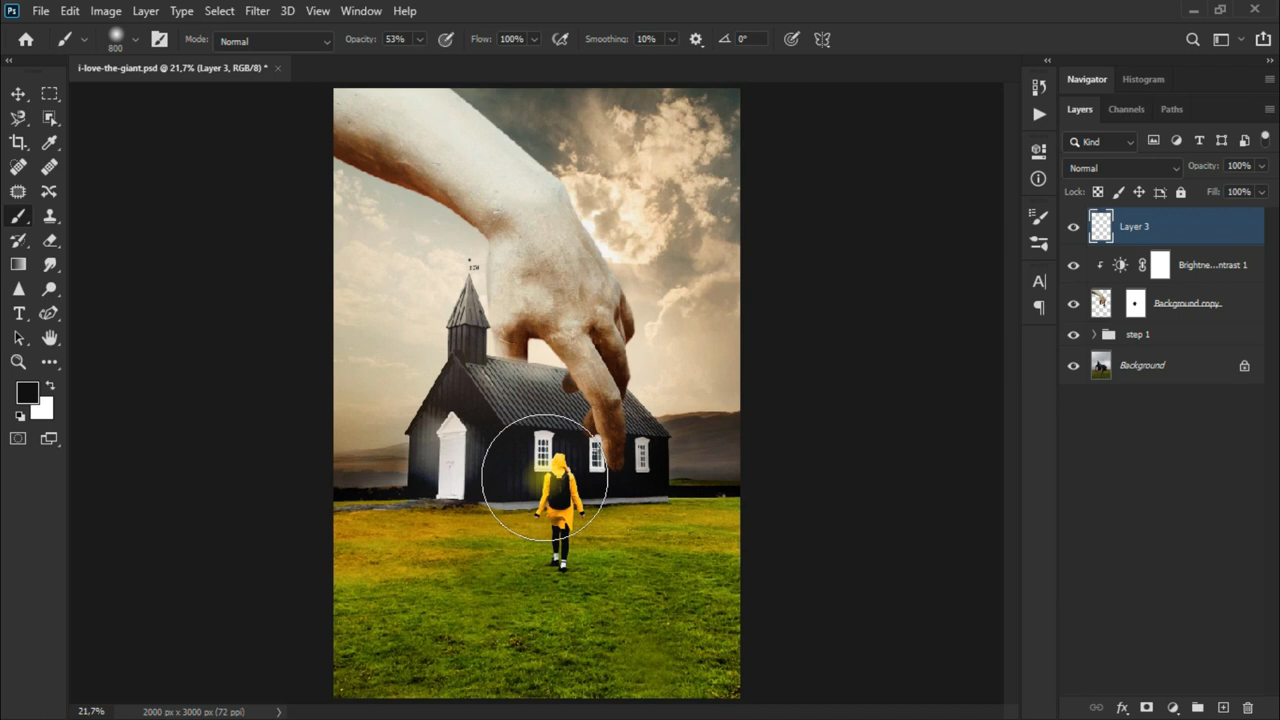 Ps File Edit Image Layer Type Select Filter 3D View Window Help
800 Mode: Normal Opacity: 53% Flow: 100% Smoothing: 10% 0°
i-love-the-giant.psd @ 21,7% (Layer 3, RGB/8) *
Navigator Histogram
Layers Channels Paths
Kind
Normal Opacity: 100%
Lock: Fill: 100%
Layer 3
Brightne...ntrast 1
Background copy
step 1
Background
21,7% 2000 px x 3000 px (72 ppi)